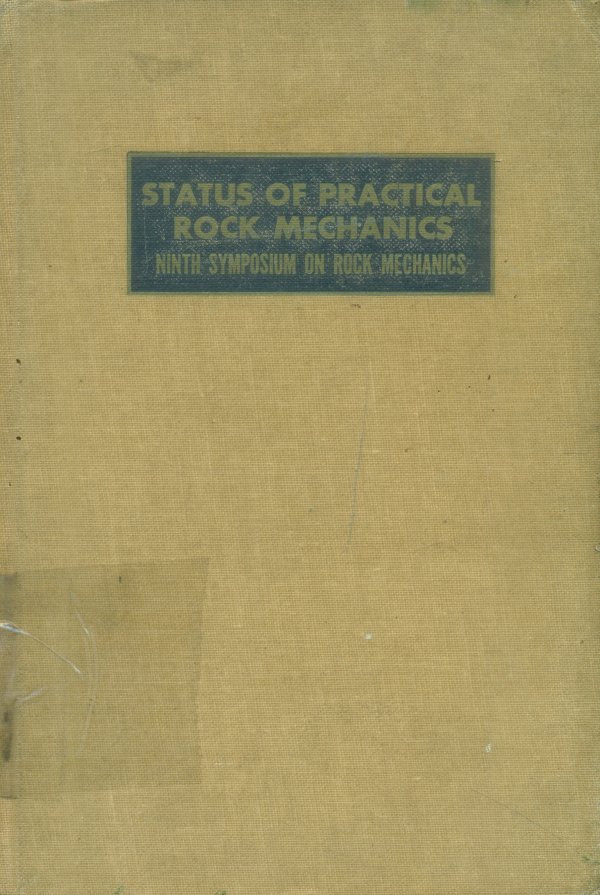 STATUS OF PRACTICAL
ROCK MECHANICS
NINTH SYMPOSIUM ON ROCK MECHANICS